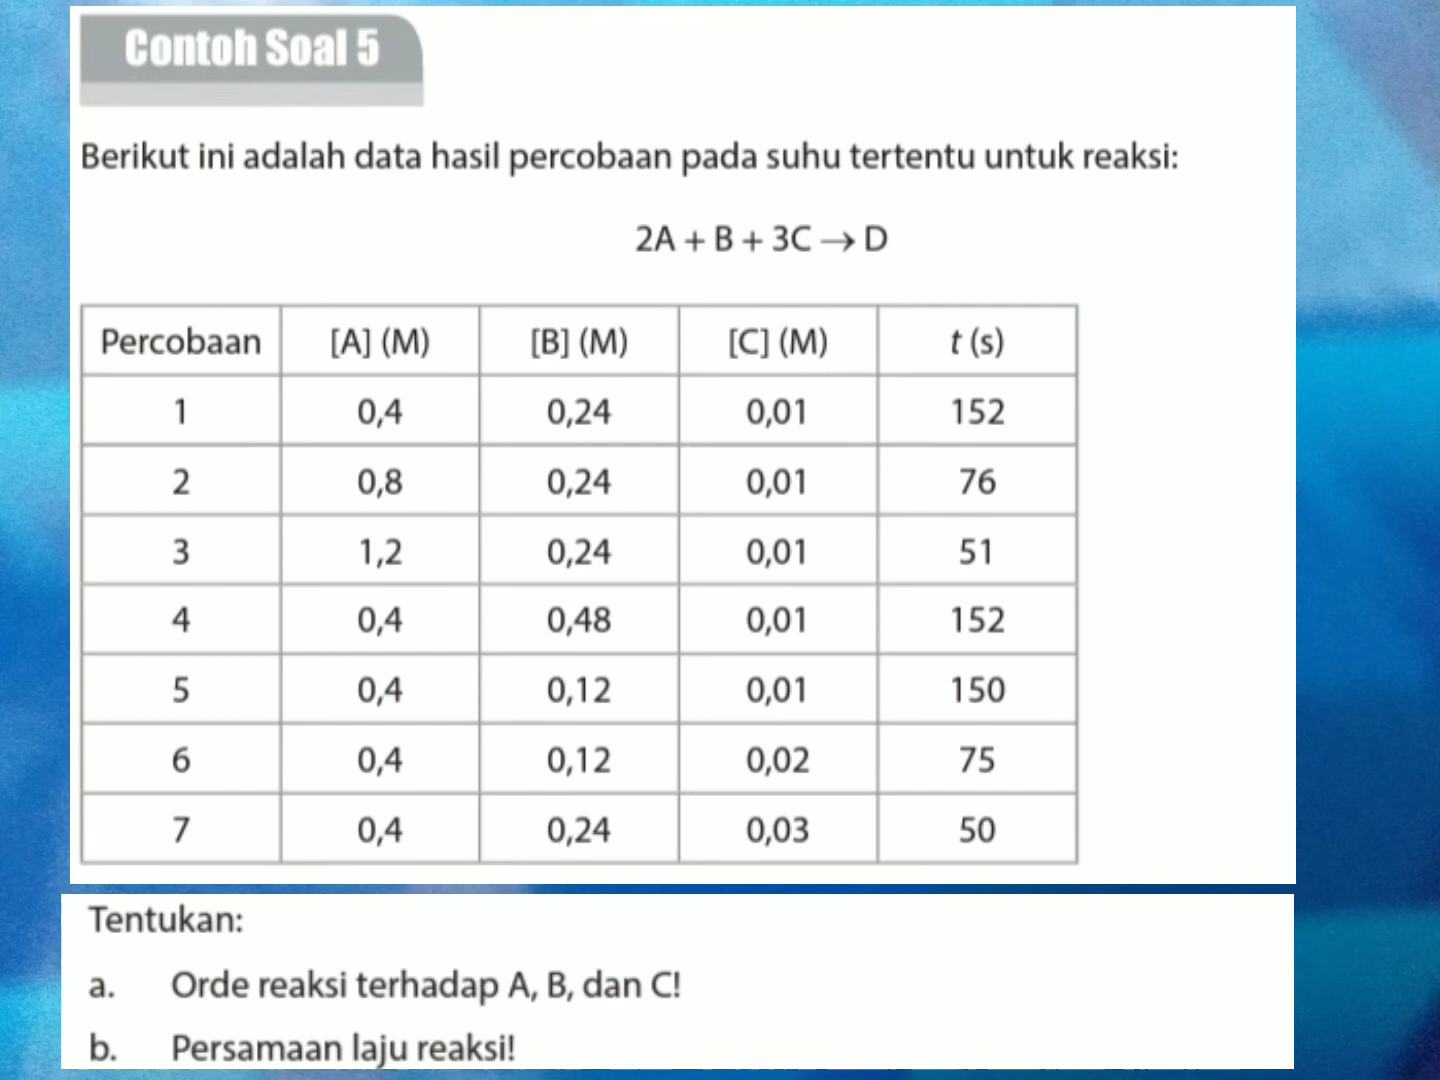 Contoh Soal 5
Berikut ini adalah data hasil percobaan pada suhu tertentu untuk reaksi:
2A + B + 3C → D
Percobaan [A] (M) [B] (M) [C] (M) t (s)
1 0,4 0,24 0,01 152
2 0,8 0,24 0,01 76
3 1,2 0,24 0,01 51
4 0,4 0,48 0,01 152
5 0,4 0,12 0,01 150
6 0,4 0,12 0,02 75
7 0,4 0,24 0,03 50
Tentukan:
a. Orde reaksi terhadap A, B, dan C!
b. Persamaan laju reaksi!